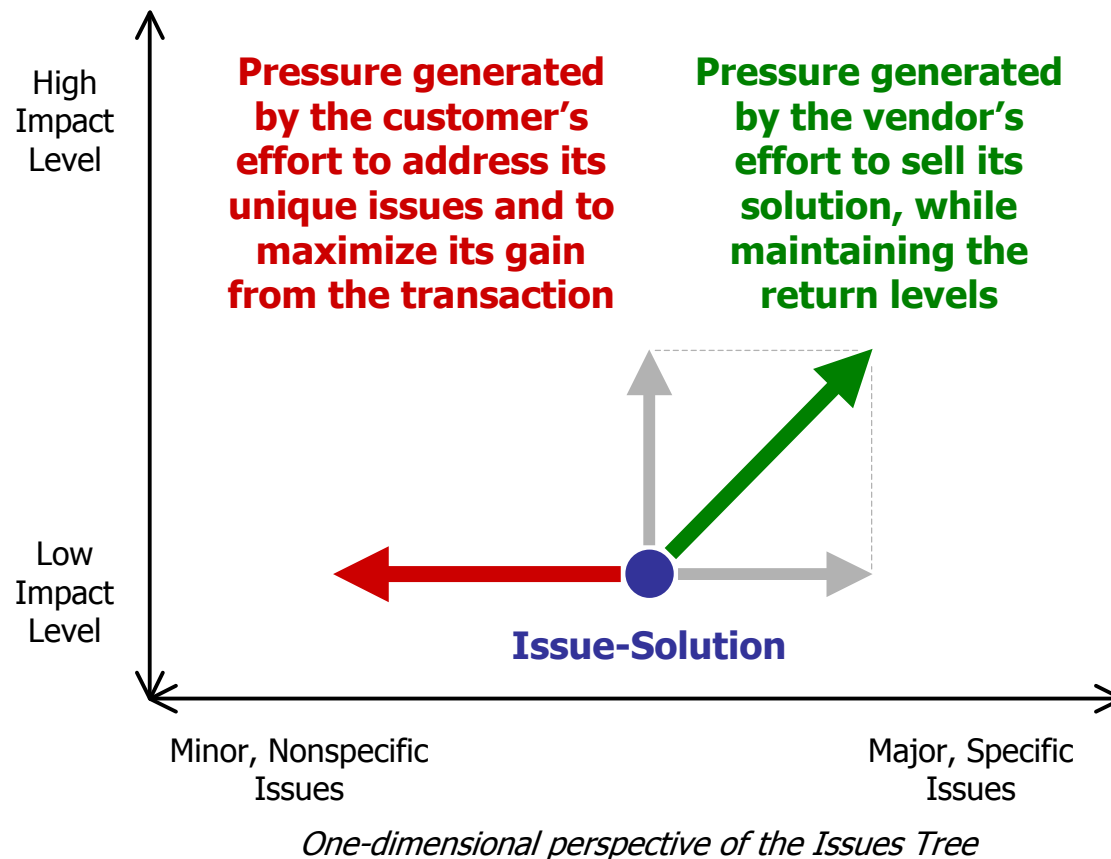 High
Impact
Level
Pressure generated
by the customer’s
effort to address its
unique issues and to
maximize its gain
from the transaction
Pressure generated
by the vendor’s
effort to sell its
solution, while
maintaining the
return levels
Low
Impact
Level
Issue-Solution
Minor, Nonspecific
Issues
Major, Specific
Issues
One-dimensional perspective of the Issues Tree